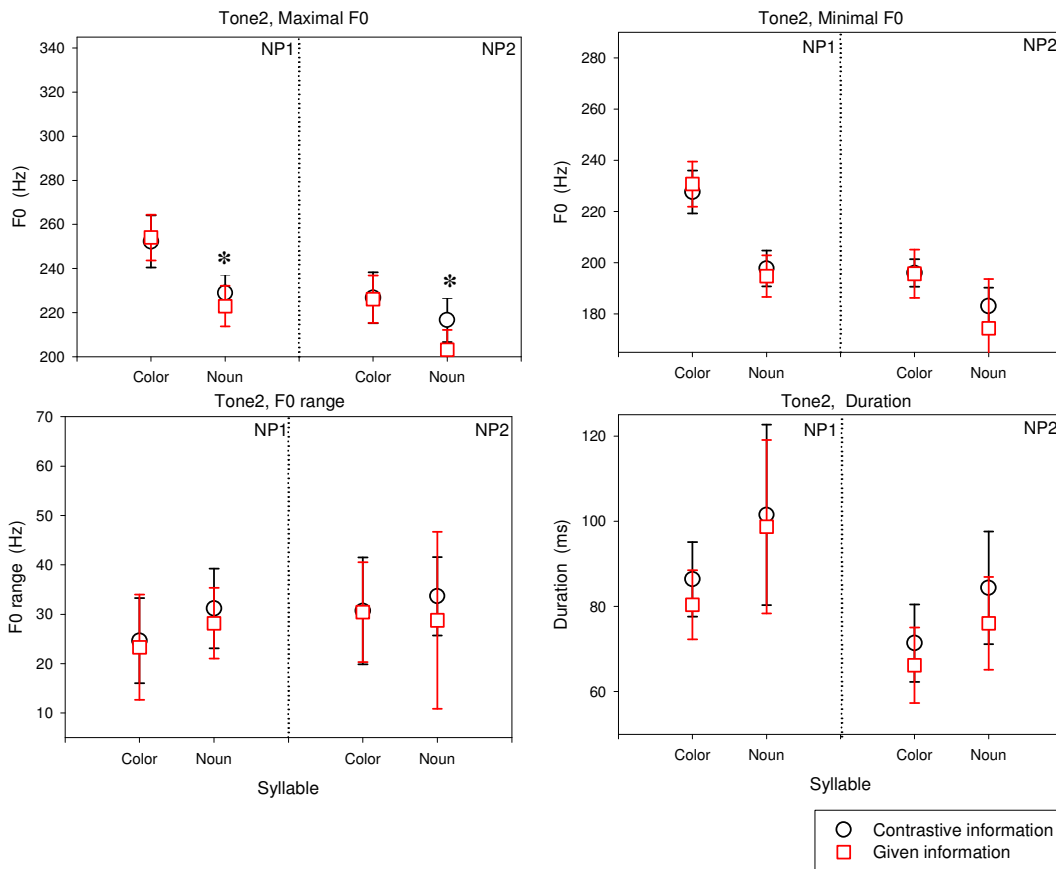 Tone2, Maximal F0
NP1
NP2
F0 (Hz)
340
320
300
280
260
240
220
200
*
*
Color
Noun
Color
Noun
Tone2, Minimal F0
NP1
NP2
F0 (Hz)
280
260
240
220
200
180
Color
Noun
Color
Noun
Tone2, F0 range
NP1
NP2
F0 range (Hz)
70
60
50
40
30
20
10
Color
Noun
Color
Noun
Syllable
Tone2, Duration
NP1
NP2
Duration (ms)
120
100
80
60
Color
Noun
Color
Noun
Syllable
Contrastive information
Given information